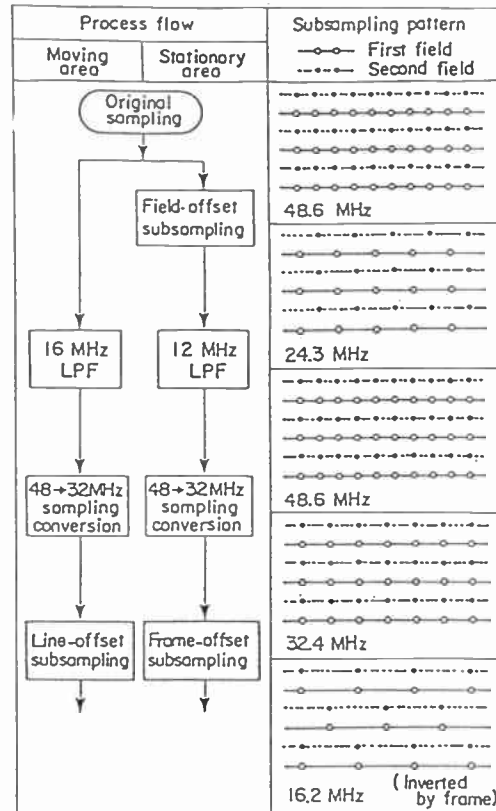 Process flow
Moving area
Stationary area
Original sampling
Field-offset subsampling
16 MHz LPF
12 MHz LPF
48→32MHz sampling conversion
48→32MHz sampling conversion
Line-offset subsampling
Frame-offset subsampling
Subsampling pattern
First field
Second field
48.6 MHz
24.3 MHz
48.6 MHz
32.4 MHz
16.2 MHz
(Inverted by frame)